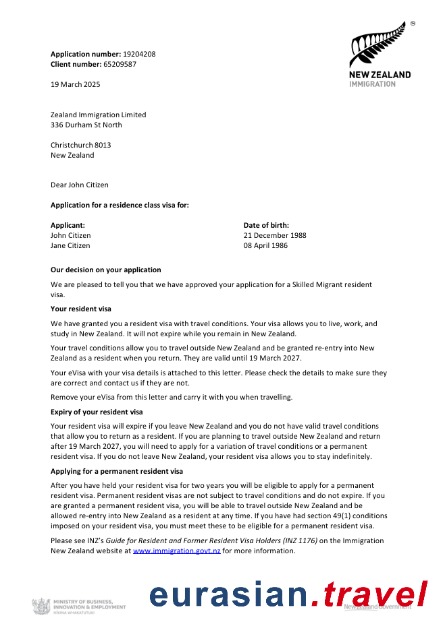 Application number: 19204208
Client number: 65209587
19 March 2025
®
NEW ZEALAND
IMMIGRATION
Zealand Immigration Limited
336 Durham St North
Christchurch 8013
New Zealand
Dear John Citizen
Application for a residence class visa for:
Applicant: Date of birth:
John Citizen 21 December 1988
Jane Citizen 08 April 1986
Our decision on your application
We are pleased to tell you that we have approved your application for a Skilled Migrant resident
visa.
Your resident visa
We have granted you a resident visa with travel conditions. Your visa allows you to live, work, and
study in New Zealand. It will not expire while you remain in New Zealand.
Your travel conditions allow you to travel outside New Zealand and be granted re-entry into New
Zealand as a resident when you return. They are valid until 19 March 2027.
Your eVisa with your visa details is attached to this letter. Please check the details to make sure they
are correct and contact us if they are not.
Remove your eVisa from this letter and carry it with you when travelling.
Expiry of your resident visa
Your resident visa will expire if you leave New Zealand and you do not have valid travel conditions
that allow you to return as a resident. If you are planning to travel outside New Zealand and return
after 19 March 2027, you will need to apply for a variation of travel conditions or a permanent
resident visa. If you do not leave New Zealand, your resident visa allows you to stay indefinitely.
Applying for a permanent resident visa
After you have held your resident visa for two years you will be eligible to apply for a permanent
resident visa. Permanent resident visas are not subject to travel conditions and do not expire. If you
are granted a permanent resident visa, you will be able to travel outside New Zealand and be
allowed re-entry into New Zealand as a resident at any time. If you have had section 49(1) conditions
imposed on your resident visa, you must meet these to be eligible for a permanent resident visa.
Please see INZ's Guide for Resident and Former Resident Visa Holders (INZ 1176) on the Immigration
New Zealand website at www.immigration.govt.nz for more information.
MINISTRY OF BUSINESS,
INNOVATION & EMPLOYMENT
eurasian.travel
New Zealand Government